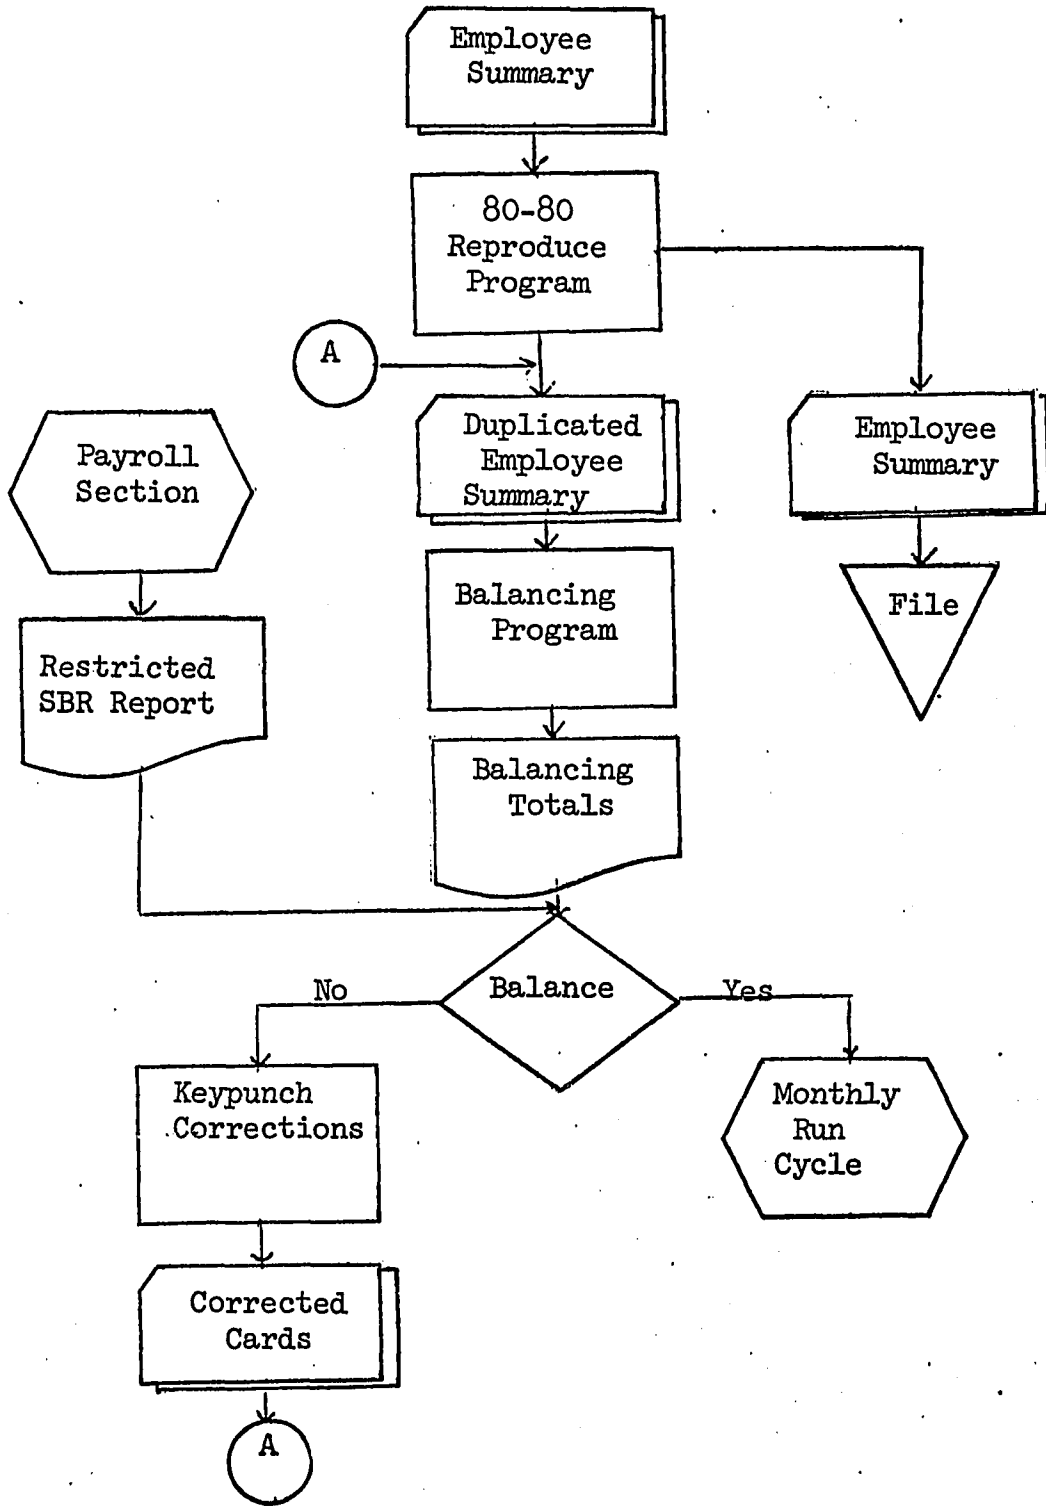 Employee
Summary
80-80
Reproduce
Program
A
Duplicated
Employee
Summary
Employee
Summary
Payroll
Section
Balancing
Program
File
Restricted
SBR Report
Balancing
Totals
Balance
No
Yes
Keypunch
Corrections
Monthly
Run
Cycle
Corrected
Cards
A